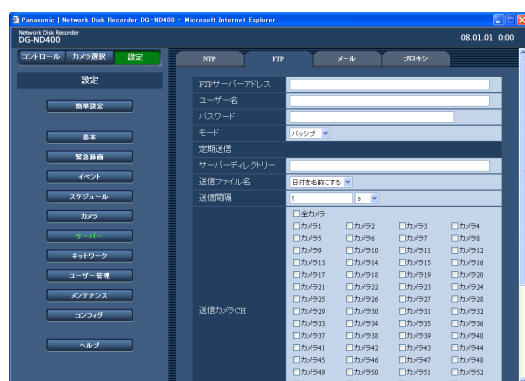 Panasonic | Network Disk Recorder DG-ND400 - Microsoft Internet Explorer
Network Disk Recorder
DG-ND400
08.01.01 0:00
コントロール カメラ選択 設定
NTP FTP メール プロキシ
設定
簡単設定
基本
緊急録画
イベント
スケジュール
カメラ
サーバー
ネットワーク
ユーザー管理
メンテナンス
コンフィグ
ヘルプ
FTPサーバーアドレス
ユーザー名
パスワード
モード パッシブ
定期送信
サーバーディレクトリー
送信ファイル名 日付を名前にする
送信間隔 1 s
送信カメラCH
全カメラ
カメラ1 カメラ2 カメラ3 カメラ4
カメラ5 カメラ6 カメラ7 カメラ8
カメラ9 カメラ10 カメラ11 カメラ12
カメラ13 カメラ14 カメラ15 カメラ16
カメラ17 カメラ18 カメラ19 カメラ20
カメラ21 カメラ22 カメラ23 カメラ24
カメラ25 カメラ26 カメラ27 カメラ28
カメラ29 カメラ30 カメラ31 カメラ32
カメラ33 カメラ34 カメラ35 カメラ36
カメラ37 カメラ38 カメラ39 カメラ40
カメラ41 カメラ42 カメラ43 カメラ44
カメラ45 カメラ46 カメラ47 カメラ48
カメラ49 カメラ50 カメラ51 カメラ52